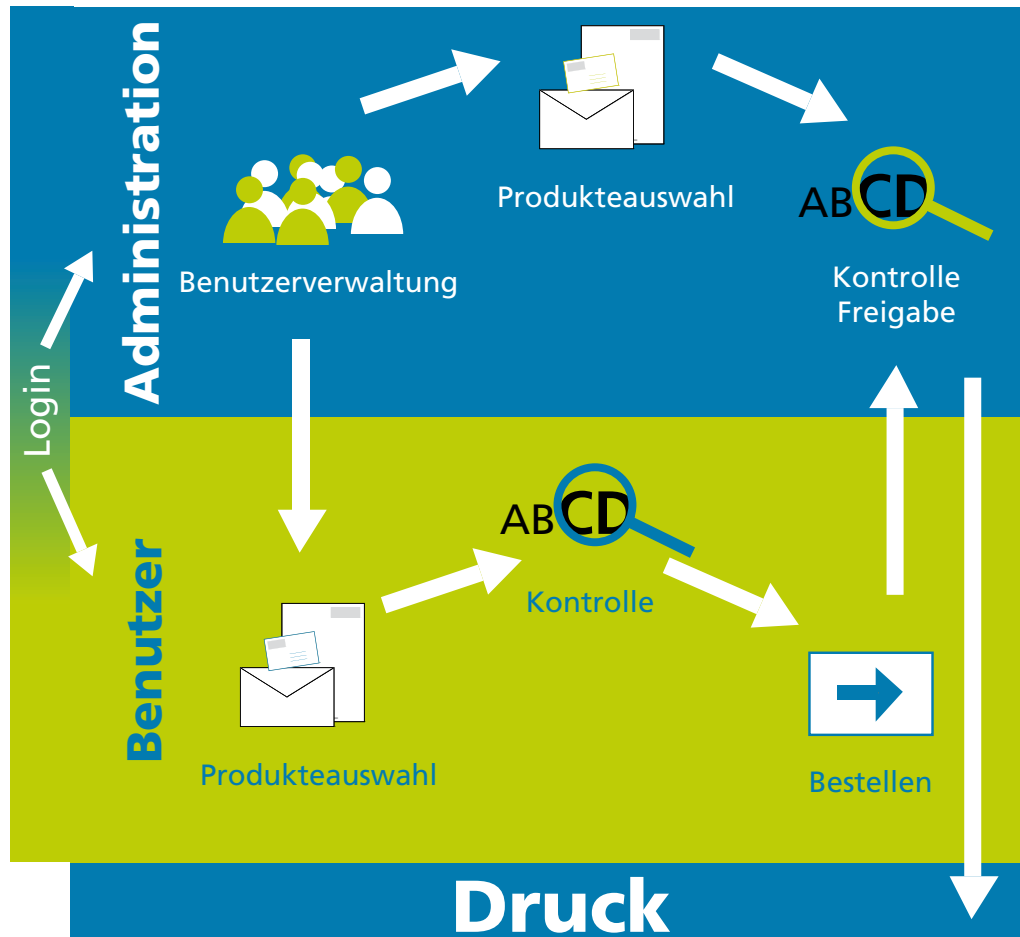 Login
Administration
Benutzerverwaltung
Produkteauswahl
ABCD
Kontrolle
Freigabe
Benutzer
Produkteauswahl
ABCD
Kontrolle
Bestellen
Druck